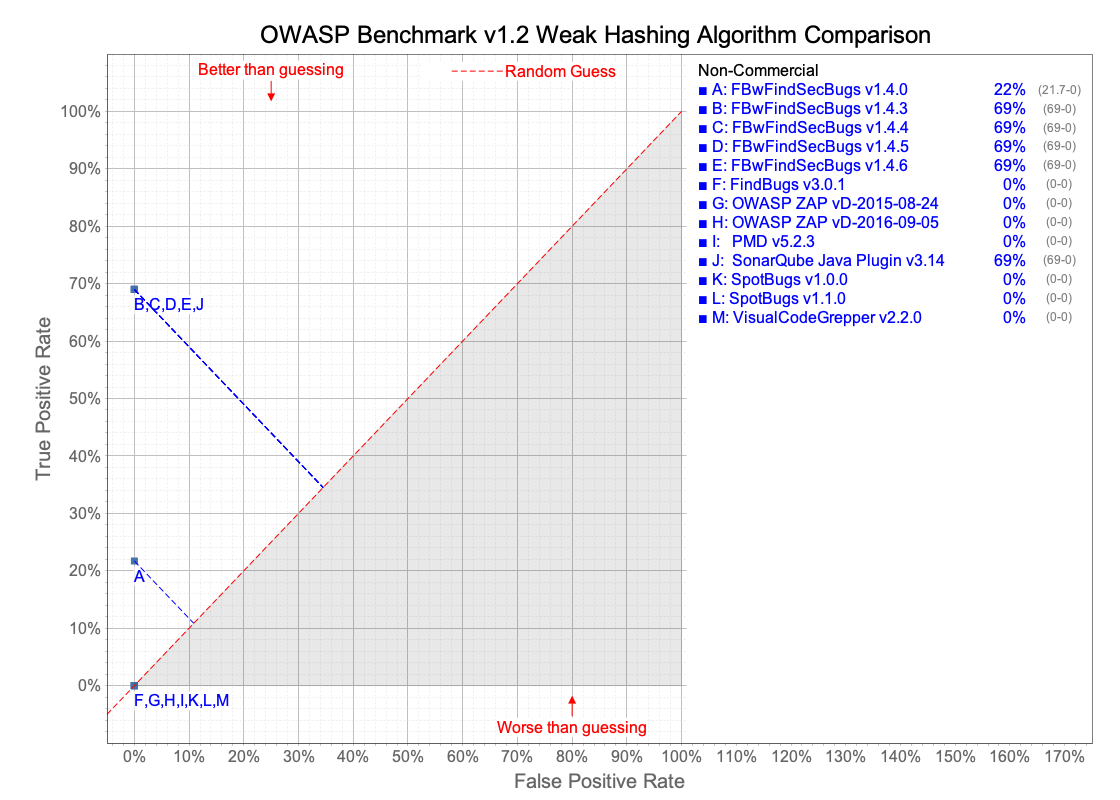 OWASP Benchmark v1.2 Weak Hashing Algorithm Comparison
Better than guessing
Random Guess
Non-Commercial
A: FBwFindSecBugs v1.4.0 22% (21.7-0)
B: FBwFindSecBugs v1.4.3 69% (69-0)
C: FBwFindSecBugs v1.4.4 69% (69-0)
D: FBwFindSecBugs v1.4.5 69% (69-0)
E: FBwFindSecBugs v1.4.6 69% (69-0)
F: FindBugs v3.0.1 0% (0-0)
G: OWASP ZAP vD-2015-08-24 0% (0-0)
H: OWASP ZAP vD-2016-09-05 0% (0-0)
I: PMD v5.2.3 0% (0-0)
J: SonarQube Java Plugin v3.14 69% (69-0)
K: SpotBugs v1.0.0 0% (0-0)
L: SpotBugs v1.1.0 0% (0-0)
M: VisualCodeGrepper v2.2.0 0% (0-0)
True Positive Rate
100%
90%
80%
70%
60%
50%
40%
30%
20%
10%
0%
B,C,D,E,J
A
F,G,H,I,K,L,M
Worse than guessing
0% 10% 20% 30% 40% 50% 60% 70% 80% 90% 100% 110% 120% 130% 140% 150% 160% 170%
False Positive Rate